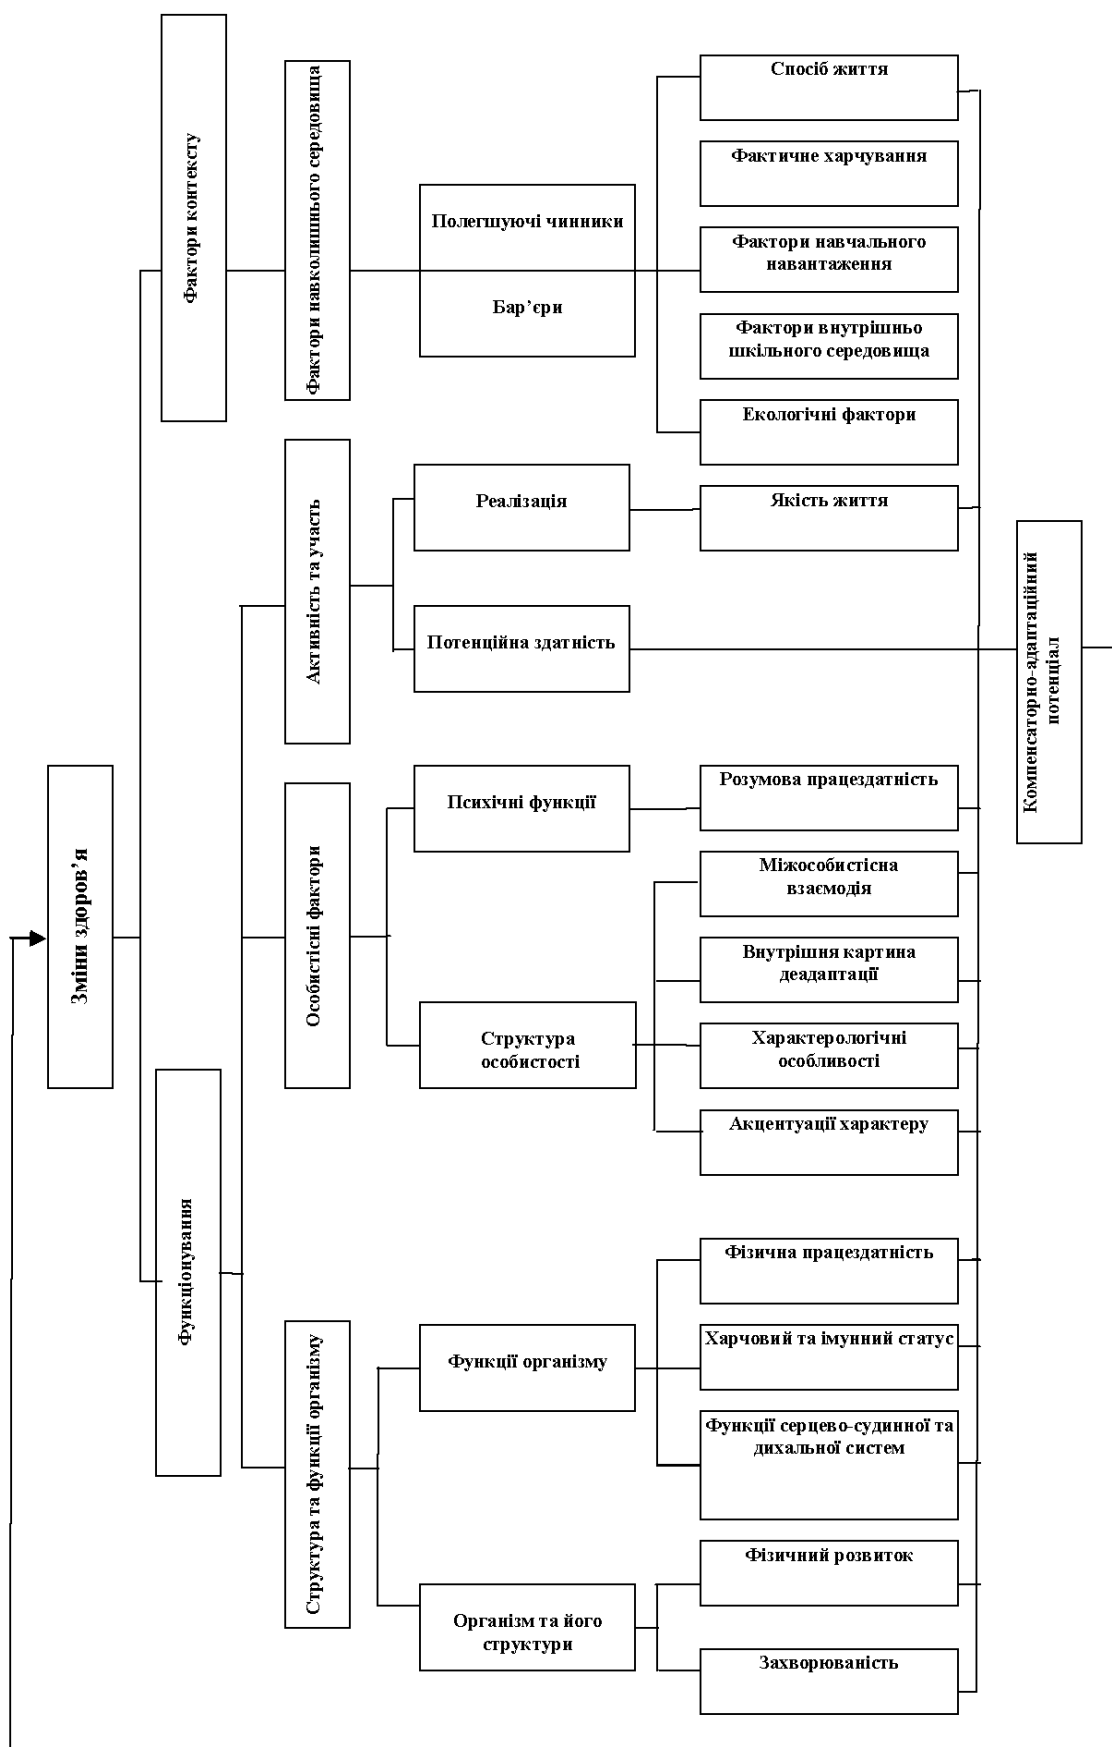 Зміни здоров’я
Фактори контексту
Функціонування
Фактори навколишнього середовища
Активність та участь
Особистісні фактори
Структура та функції організму
Полегшуючі чинники
Бар’єри
Реалізація
Потенційна здатність
Психічні функції
Структура
особистості
Функції організму
Організм та його
структури
Спосіб життя
Фактичне харчування
Фактори навчального
навантаження
Фактори внутрішньо
шкільного середовища
Екологічні фактори
Якість життя
Розумова працездатність
Міжособистісна
взаємодія
Внутрішня картина
деадаптації
Характерологічні
особливості
Акцентуації характеру
Фізична працездатність
Харчовий та імунний статус
Функції серцево-судинної та
дихальної систем
Фізичний розвиток
Захворюваність
Компенсаторно-адаптаційний
потенціал